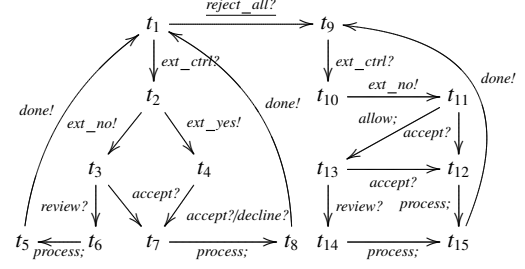 reject_all?
t1 t9
ext_ctrl? ext_ctrl?
t2 t10 ext_no! t11
done! ext_no! ext_yes! done! allow; accept? done!
t3 t4 t13 accept? t12
review? accept? accept?/decline? review? process;
t5 process; t6 t7 process; t8 t14 process; t15